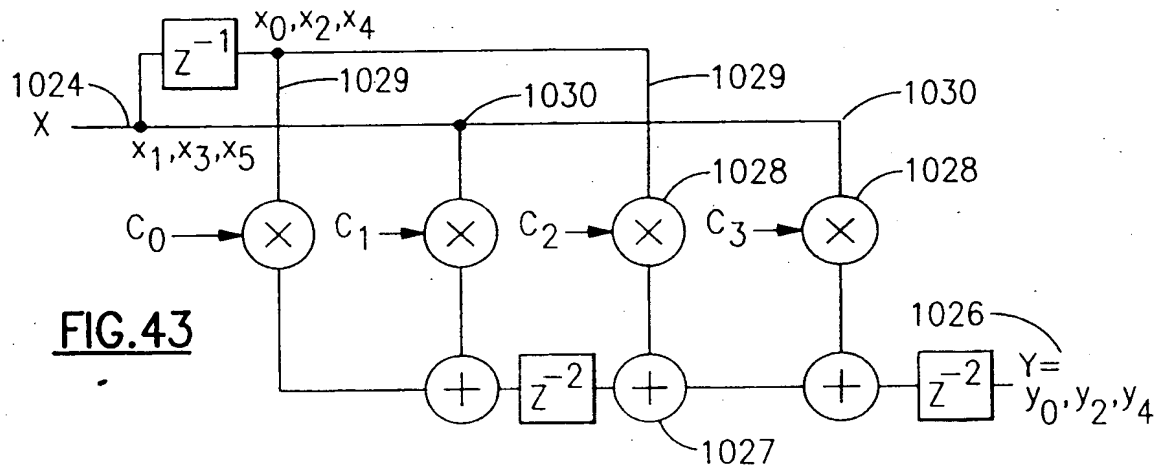 x₀,x₂,x₄
z⁻¹
1024
1029
1030
1029
1030
X
x₁,x₃,x₅
1028
1028
C₀
×
C₁
×
C₂
×
C₃
×
FIG.43
1026
Y=
y₀,y₂,y₄
+
z⁻²
+
+
z⁻²
1027